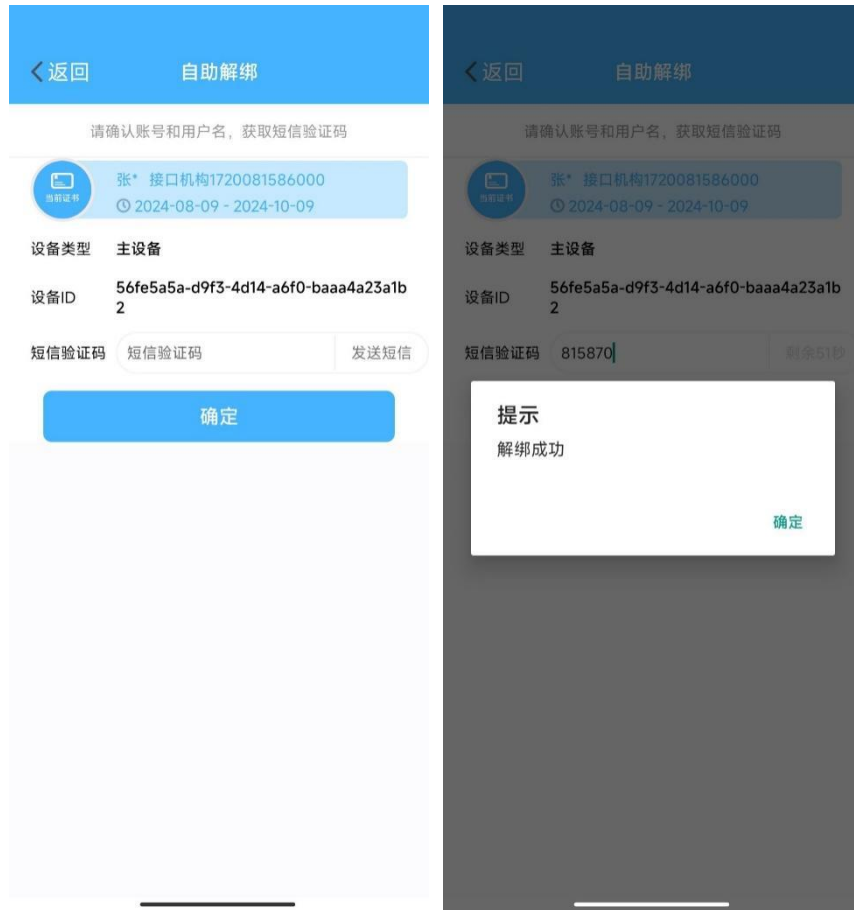 返回
自助解绑
请确认账号和用户名，获取短信验证码
当前证书
张* 接口机构1720081586000
2024-08-09 - 2024-10-09
设备类型 主设备
设备ID 56fe5a5a-d9f3-4d14-a6f0-baaa4a23a1b
2
短信验证码 短信验证码 发送短信
确定
返回
自助解绑
请确认账号和用户名，获取短信验证码
当前证书
张* 接口机构1720081586000
2024-08-09 - 2024-10-09
设备类型 主设备
设备ID 56fe5a5a-d9f3-4d14-a6f0-baaa4a23a1b
2
短信验证码 815870 剩余51秒
提示
解绑成功
确定